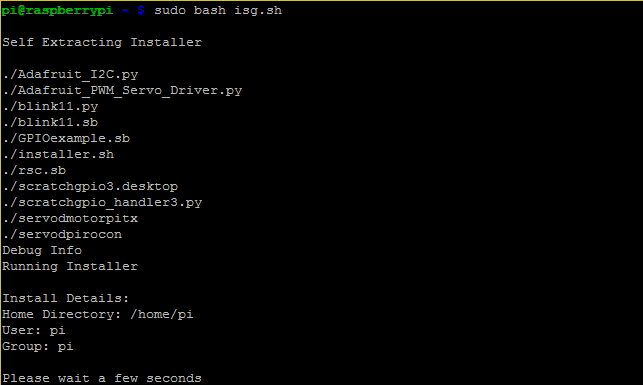 pi@raspberrypi ~ $ sudo bash isg.sh
Self Extracting Installer
./Adafruit_I2C.py
./Adafruit_PWM_Servo_Driver.py
./blink11.py
./blink11.sb
./GPIOexample.sb
./installer.sh
./rsc.sb
./scratchgpio3.desktop
./scratchgpio_handler3.py
./servodmotorpitx
./servodpirocon
Debug Info
Running Installer
Install Details:
Home Directory: /home/pi
User: pi
Group: pi
Please wait a few seconds